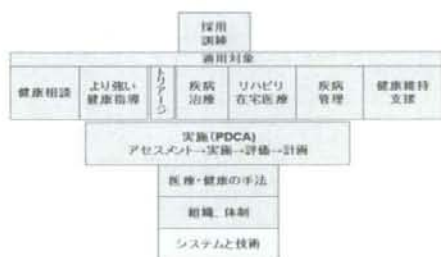 採用
訓練
適用対象
健康相談
より強い
健康指導
トリアージ
疾病
治療
リハビリ
在宅医療
疾病
管理
健康維持
支援
実施(PDCA)
アセスメント→実施→評価→計画
医療・健康の手法
組織、体制
システムと技術